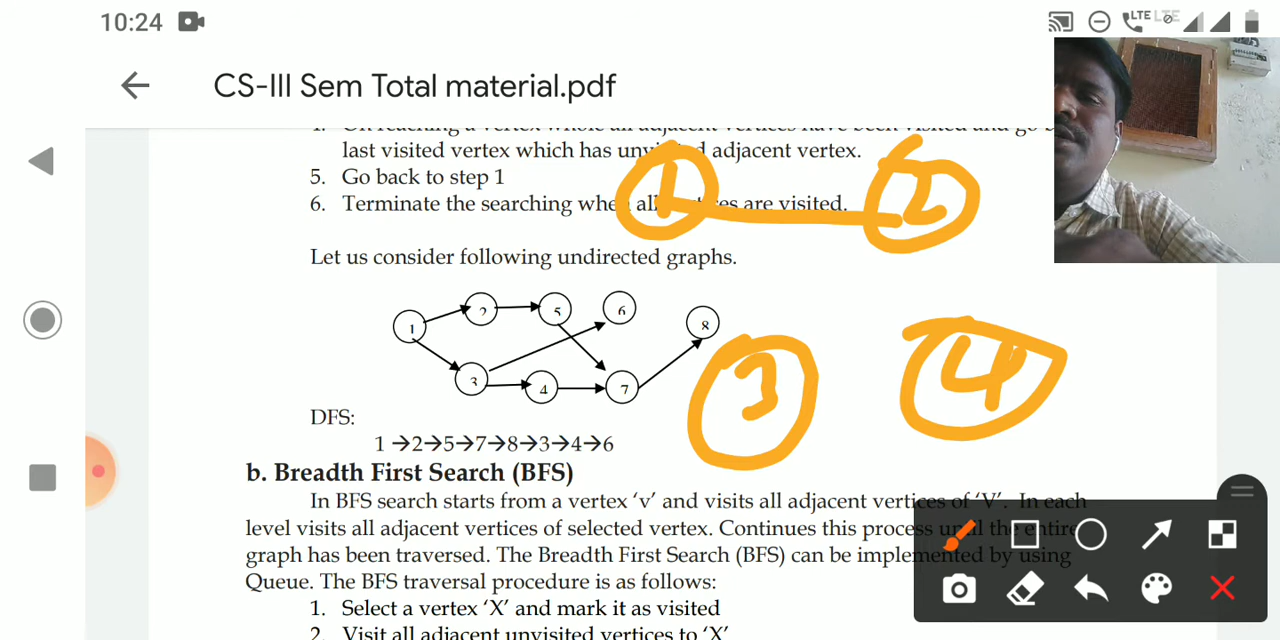 10:24
LTE LTE
CS-III Sem Total material.pdf
last visited vertex which has adjacent vertex.
5. Go back to step 1
6. Terminate the searching when are visited.
1 2
Let us consider following undirected graphs.
1 2 5 6 8
3 4 7
3 4
DFS:
1 →2→5→7→8→3→4→6
b. Breadth First Search (BFS)
In BFS search starts from a vertex ‘v’ and visits all adjacent vertices of ‘V’. In each
level visits all adjacent vertices of selected vertex. Continues this process until the entire
graph has been traversed. The Breadth First Search (BFS) can be implemented by using
Queue. The BFS traversal procedure is as follows:
1. Select a vertex ‘X’ and mark it as visited
2. Visit all adjacent unvisited vertices to ‘X’